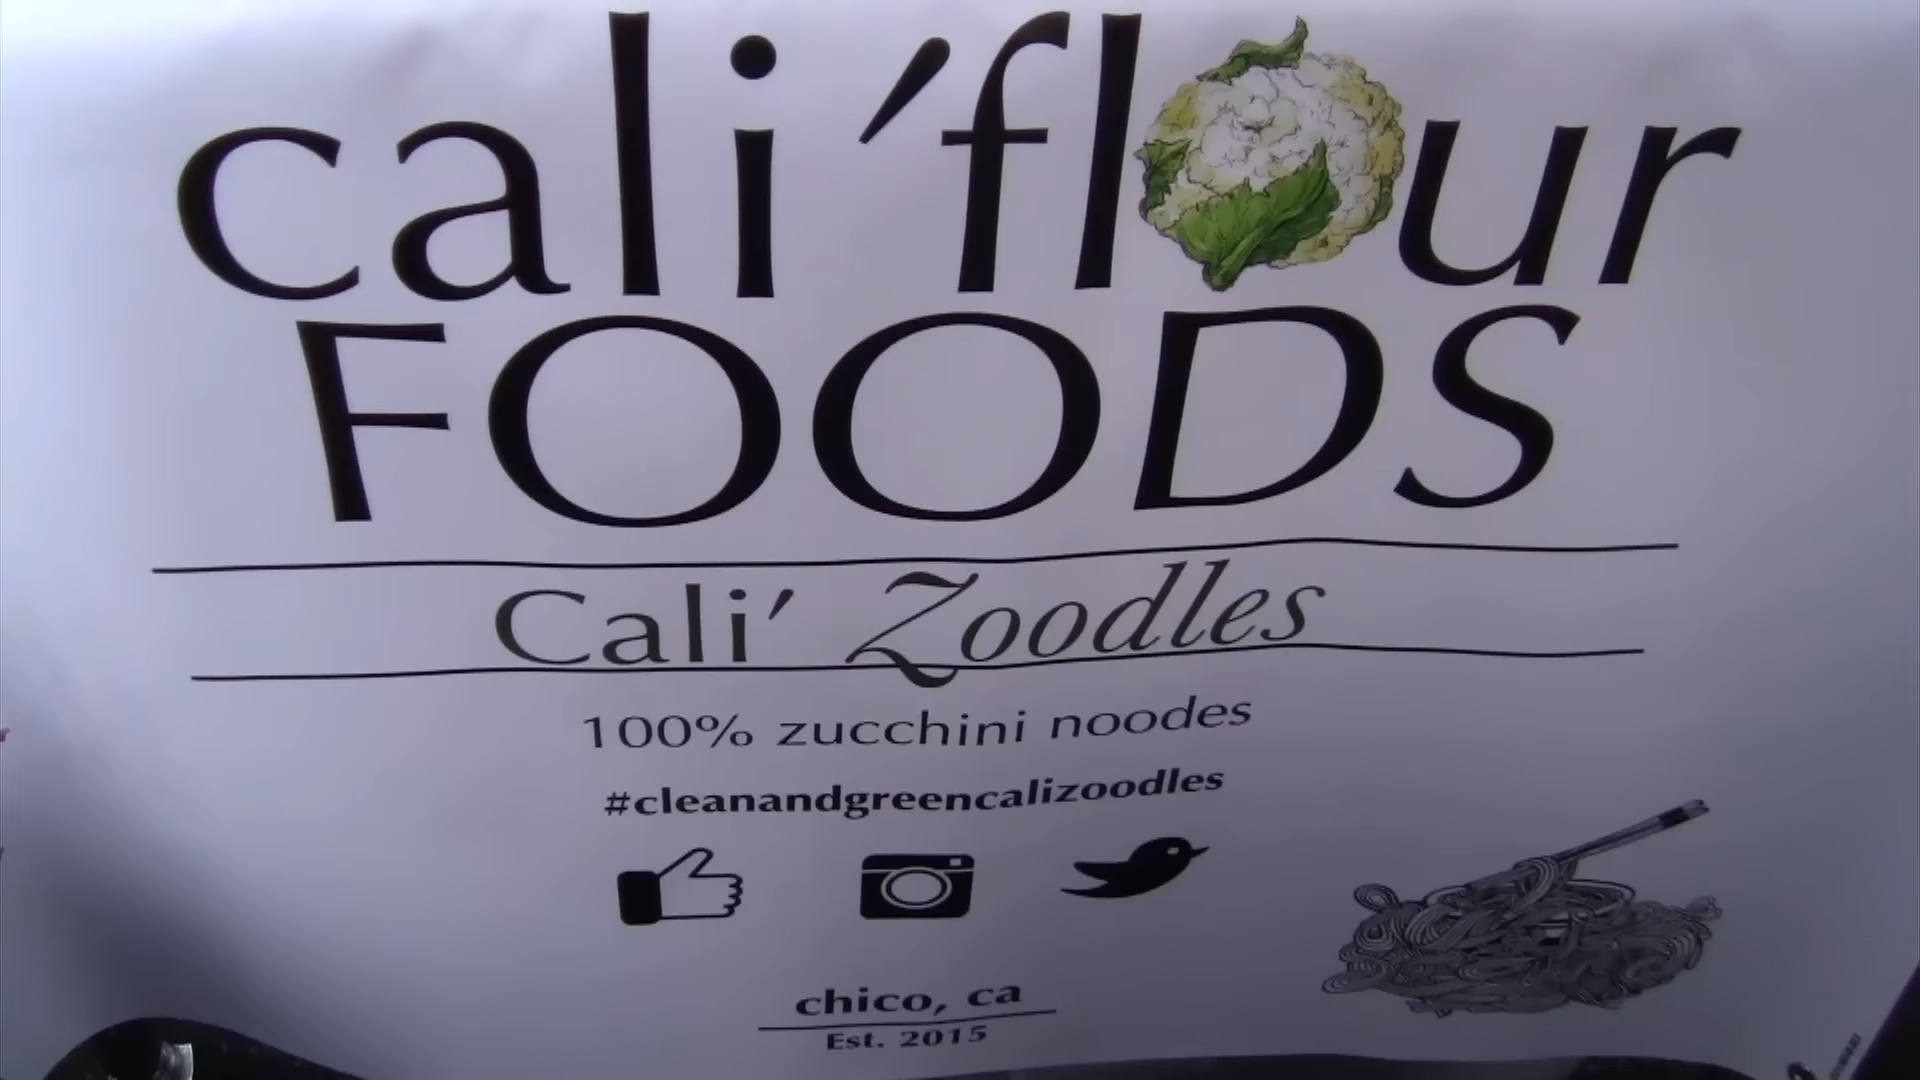 cali'flour
FOODS
Cali' Zoodles
100% zucchini noodes
#cleanandgreencalizoodles
chico, ca
Est. 2015